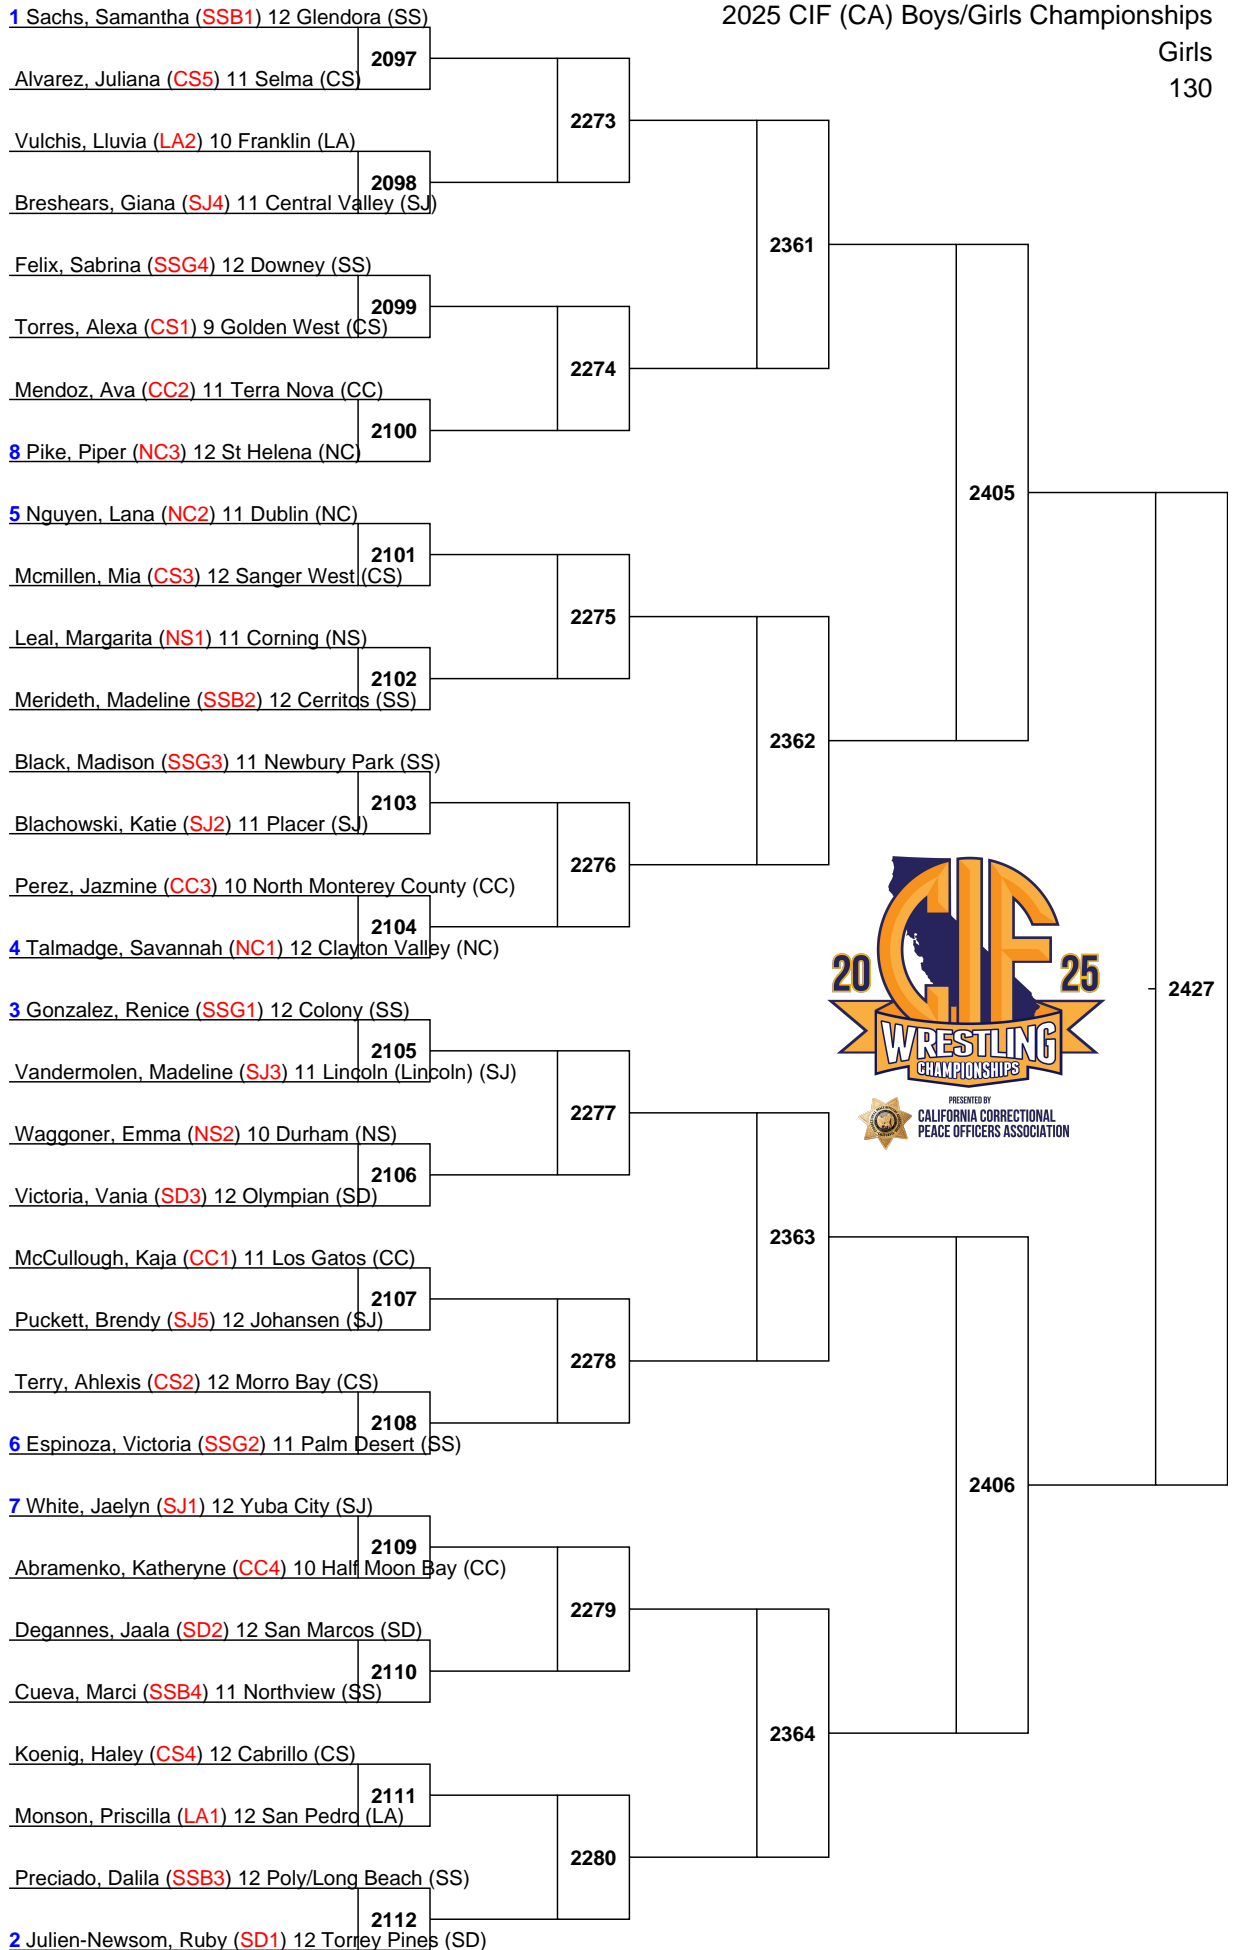 2025 CIF (CA) Boys/Girls Championships
Girls
130
1 Sachs, Samantha (SSB1) 12 Glendora (SS)
2097
Alvarez, Juliana (CS5) 11 Selma (CS)
2273
Vulchis, Lluvia (LA2) 10 Franklin (LA)
2098
Breshears, Giana (SJ4) 11 Central Valley (SJ)
2361
Felix, Sabrina (SSG4) 12 Downey (SS)
2099
Torres, Alexa (CS1) 9 Golden West (CS)
2274
Mendoz, Ava (CC2) 11 Terra Nova (CC)
2100
8 Pike, Piper (NC3) 12 St Helena (NC)
2405
5 Nguyen, Lana (NC2) 11 Dublin (NC)
2101
Mcmillen, Mia (CS3) 12 Sanger West (CS)
2275
Leal, Margarita (NS1) 11 Corning (NS)
2102
Merideth, Madeline (SSB2) 12 Cerritos (SS)
2362
Black, Madison (SSG3) 11 Newbury Park (SS)
2103
Blachowski, Katie (SJ2) 11 Placer (SJ)
2276
Perez, Jazmine (CC3) 10 North Monterey County (CC)
2104
4 Talmadge, Savannah (NC1) 12 Clayton Valley (NC)
20 CIF 25
WRESTLING
CHAMPIONSHIPS
PRESENTED BY
CALIFORNIA CORRECTIONAL
PEACE OFFICERS ASSOCIATION
2427
3 Gonzalez, Renice (SSG1) 12 Colony (SS)
2105
Vandermolen, Madeline (SJ3) 11 Lincoln (Lincoln) (SJ)
2277
Waggoner, Emma (NS2) 10 Durham (NS)
2106
Victoria, Vania (SD3) 12 Olympian (SD)
2363
McCullough, Kaja (CC1) 11 Los Gatos (CC)
2107
Puckett, Brendy (SJ5) 12 Johansen (SJ)
2278
Terry, Ahlexis (CS2) 12 Morro Bay (CS)
2108
6 Espinoza, Victoria (SSG2) 11 Palm Desert (SS)
2406
7 White, Jaelyn (SJ1) 12 Yuba City (SJ)
2109
Abramenko, Katheryne (CC4) 10 Half Moon Bay (CC)
2279
Degannes, Jaala (SD2) 12 San Marcos (SD)
2110
Cueva, Marci (SSB4) 11 Northview (SS)
2364
Koenig, Haley (CS4) 12 Cabrillo (CS)
2111
Monson, Priscilla (LA1) 12 San Pedro (LA)
2280
Preciado, Dalila (SSB3) 12 Poly/Long Beach (SS)
2112
2 Julien-Newsom, Ruby (SD1) 12 Torrey Pines (SD)